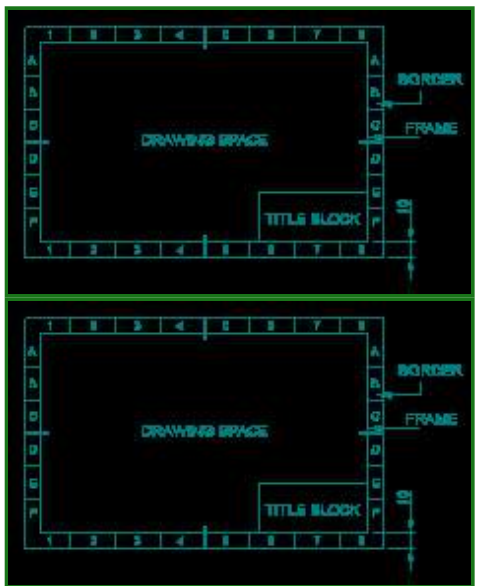 1 2 3 4 5 6 7 8
A A
B B
BORDER
C C
FRAME
D D
DRAWING SPACE
E E
F F
TITLE BLOCK
10
1 2 3 4 5 6 7 8
1 2 3 4 5 6 7 8
A A
B B
BORDER
C C
FRAME
D D
DRAWING SPACE
E E
F F
TITLE BLOCK
10
1 2 3 4 5 6 7 8